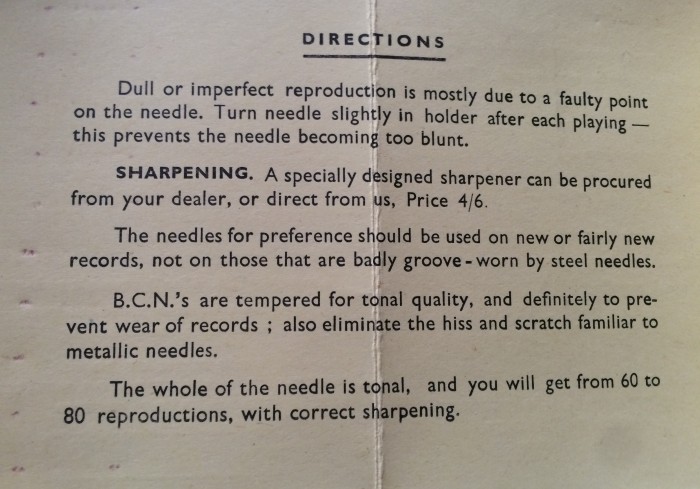 DIRECTIONS
Dull or imperfect reproduction is mostly due to a faulty point
on the needle. Turn needle slightly in holder after each playing —
this prevents the needle becoming too blunt.
SHARPENING. A specially designed sharpener can be procured
from your dealer, or direct from us, Price 4/6.
The needles for preference should be used on new or fairly new
records, not on those that are badly groove-worn by steel needles.
B.C.N.'s are tempered for tonal quality, and definitely to pre-
vent wear of records ; also eliminate the hiss and scratch familiar to
metallic needles.
The whole of the needle is tonal, and you will get from 60 to
80 reproductions, with correct sharpening.